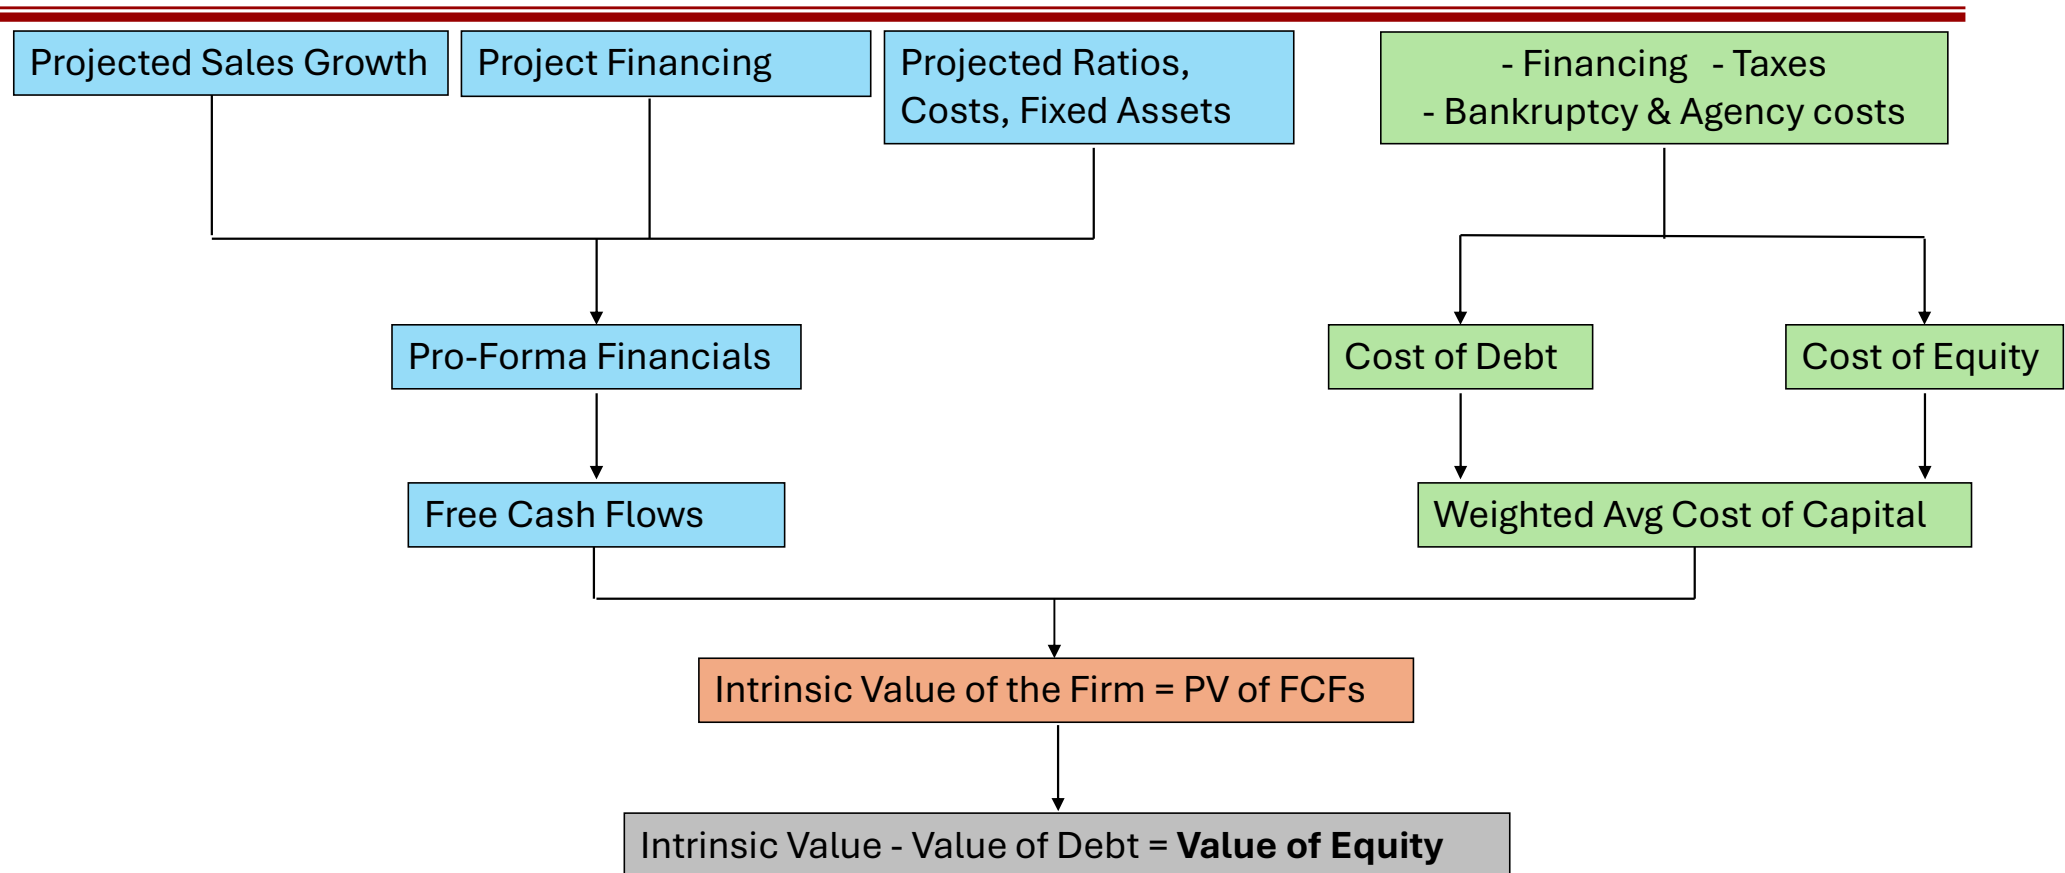 Projected Sales Growth
Project Financing
Projected Ratios,
Costs, Fixed Assets
- Financing - Taxes
- Bankruptcy & Agency costs
Pro-Forma Financials
Cost of Debt
Cost of Equity
Free Cash Flows
Weighted Avg Cost of Capital
Intrinsic Value of the Firm = PV of FCFs
Intrinsic Value - Value of Debt = Value of Equity